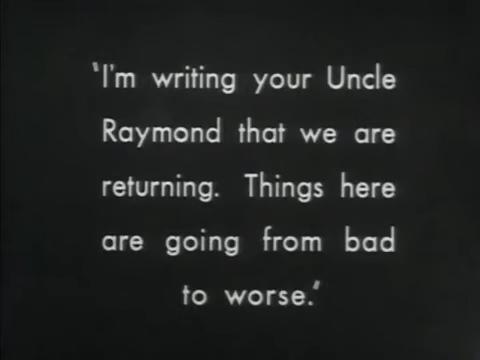 'I'm writing your Uncle
Raymond that we are
returning. Things here
are going from bad
to worse.'